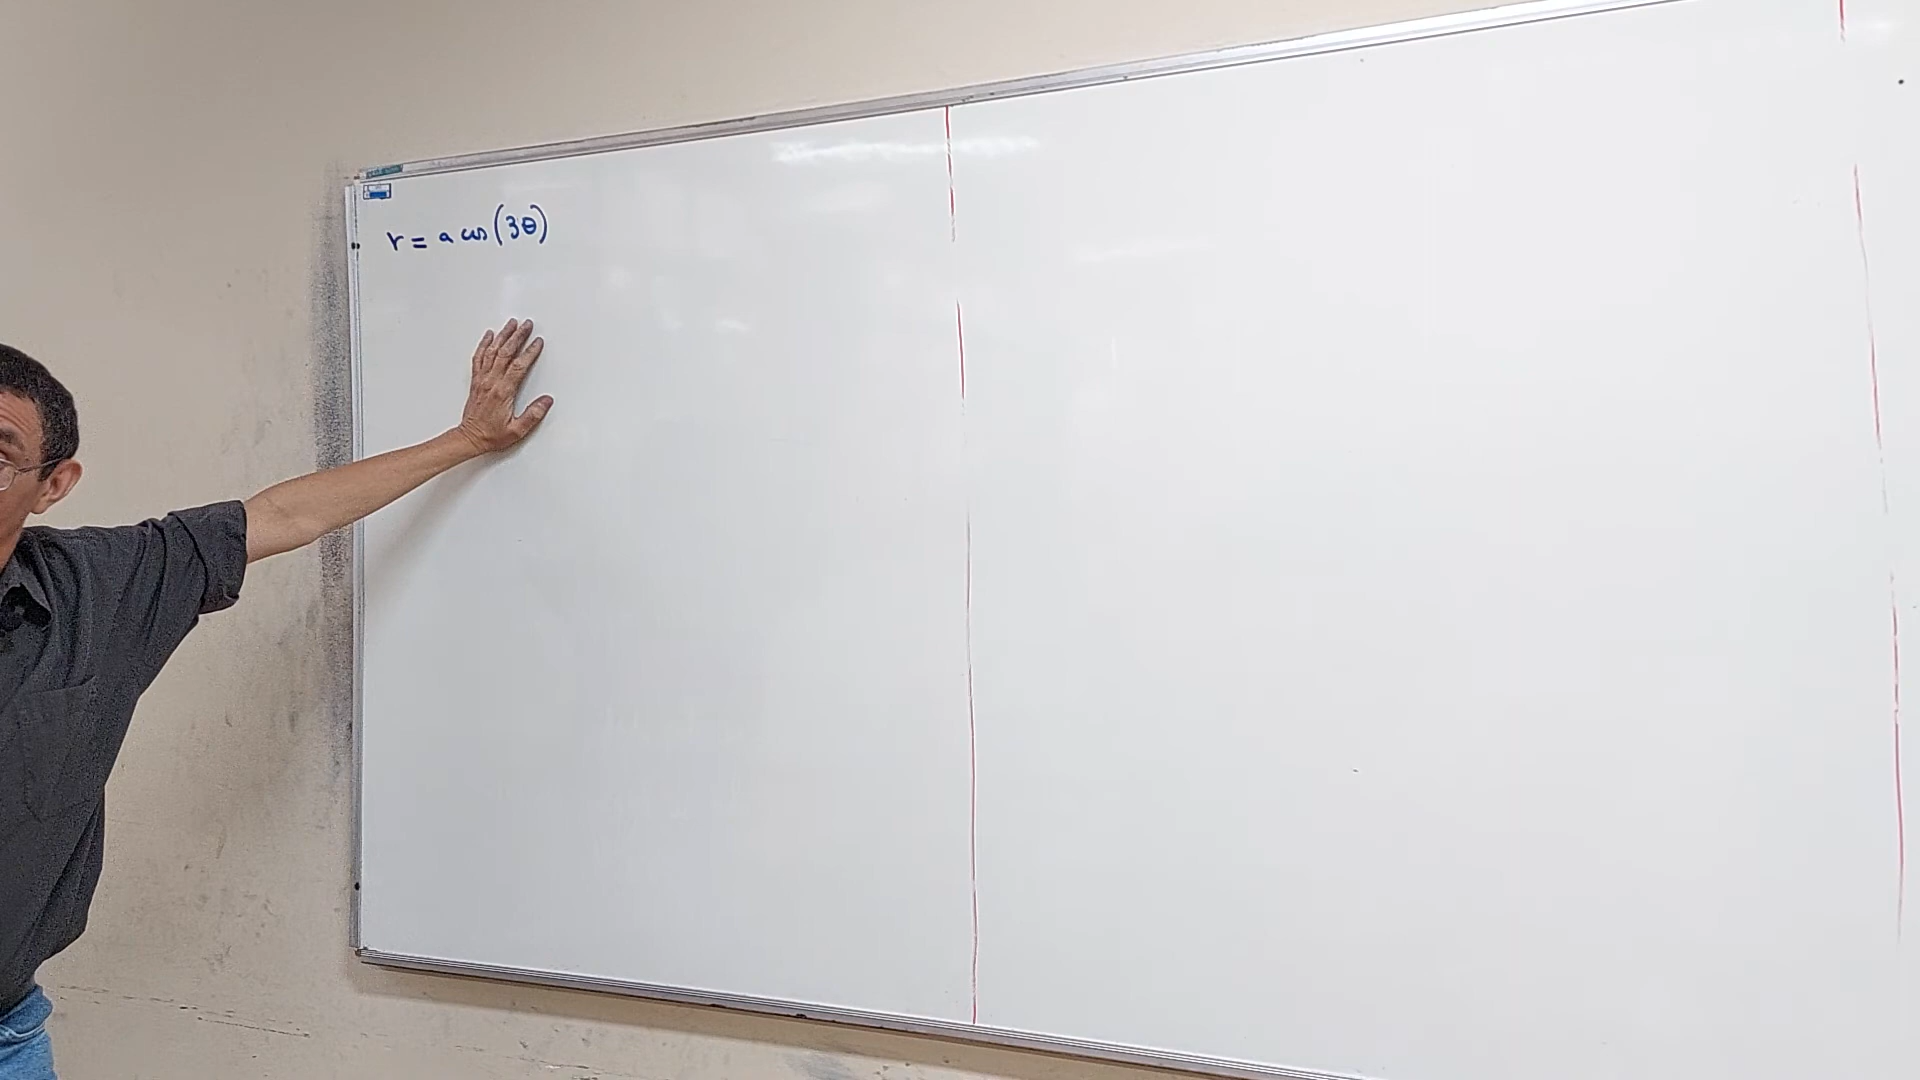 r = a cos(3θ)